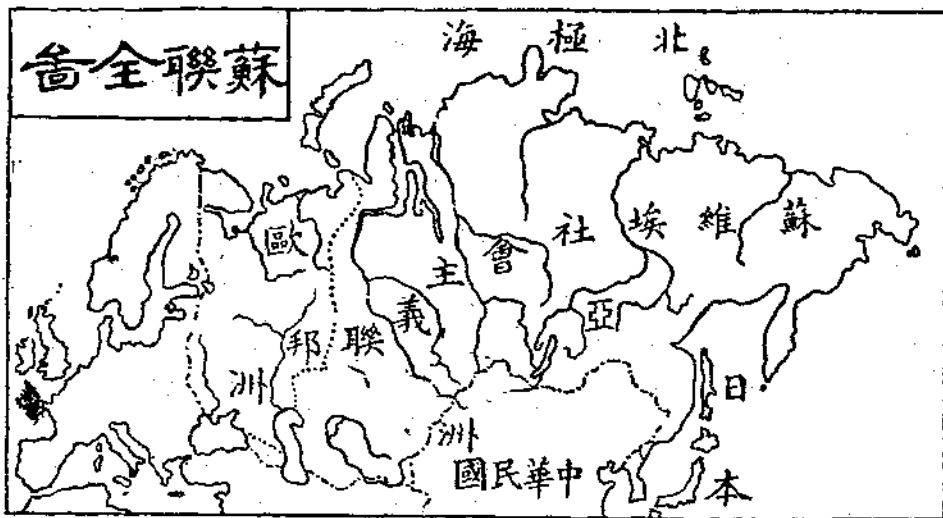 蘇聯全啚
北極海
蘇維埃社會主義聯邦
歐洲
亞洲
日本
中華民國